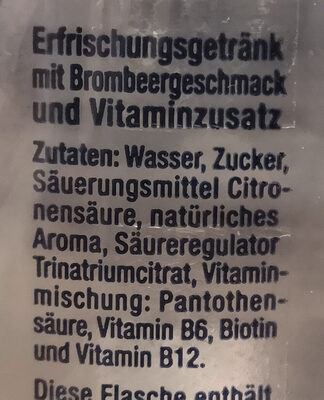 Erfrischungsgetränk
mit Brombeergeschmack
und Vitaminzusatz
Zutaten: Wasser, Zucker,
Säuerungsmittel Citro-
nensäure, natürliches
Aroma, Säureregulator
Trinatriumcitrat, Vitamin-
mischung: Pantothen-
säure, Vitamin B6, Biotin
und Vitamin B12.
Diese Flasche enthält